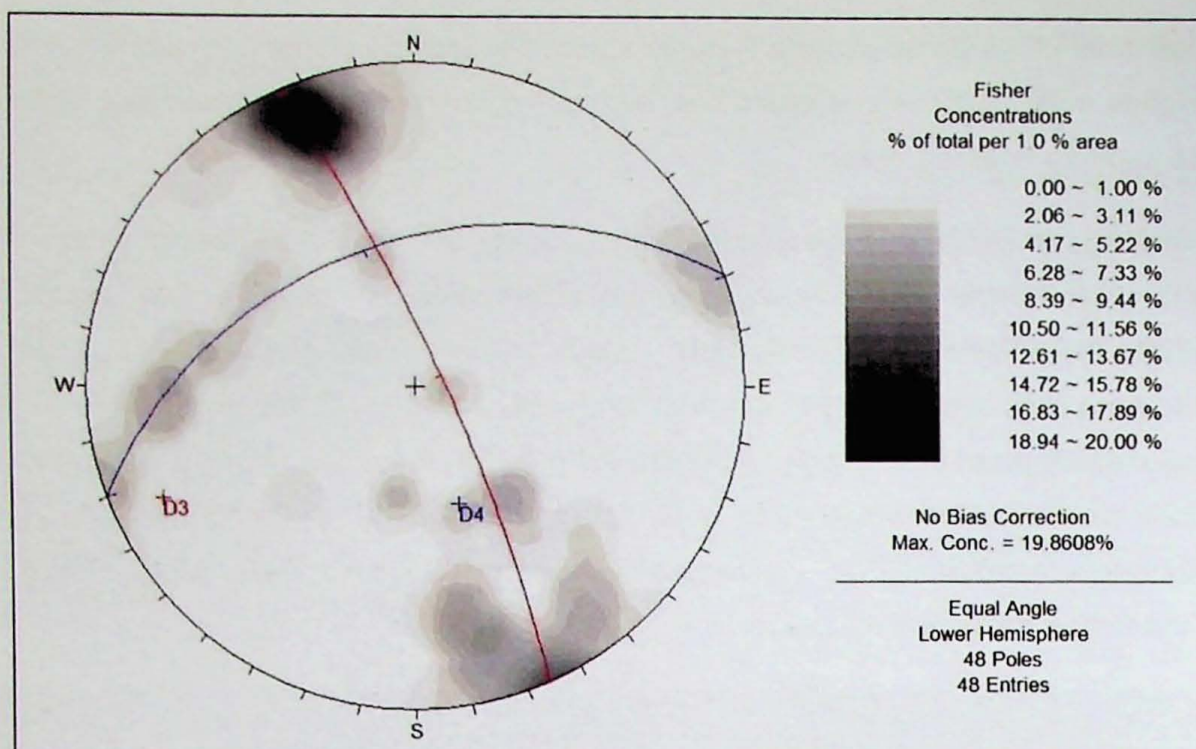 N
W
E
S
D3
D4
Fisher
Concentrations
% of total per 1.0 % area
0.00 ~ 1.00 %
2.06 ~ 3.11 %
4.17 ~ 5.22 %
6.28 ~ 7.33 %
8.39 ~ 9.44 %
10.50 ~ 11.56 %
12.61 ~ 13.67 %
14.72 ~ 15.78 %
16.83 ~ 17.89 %
18.94 ~ 20.00 %
No Bias Correction
Max. Conc. = 19.8608%
Equal Angle
Lower Hemisphere
48 Poles
48 Entries